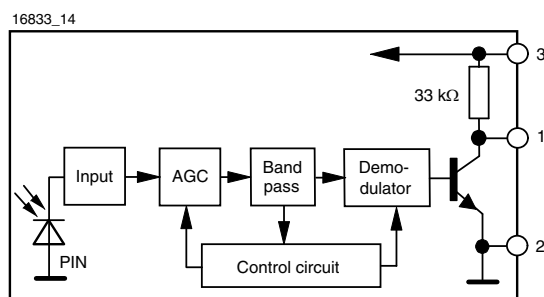 16833_14
3
33 kΩ
1
Input
AGC
Band
pass
Demo-
dulator
2
PIN
Control circuit